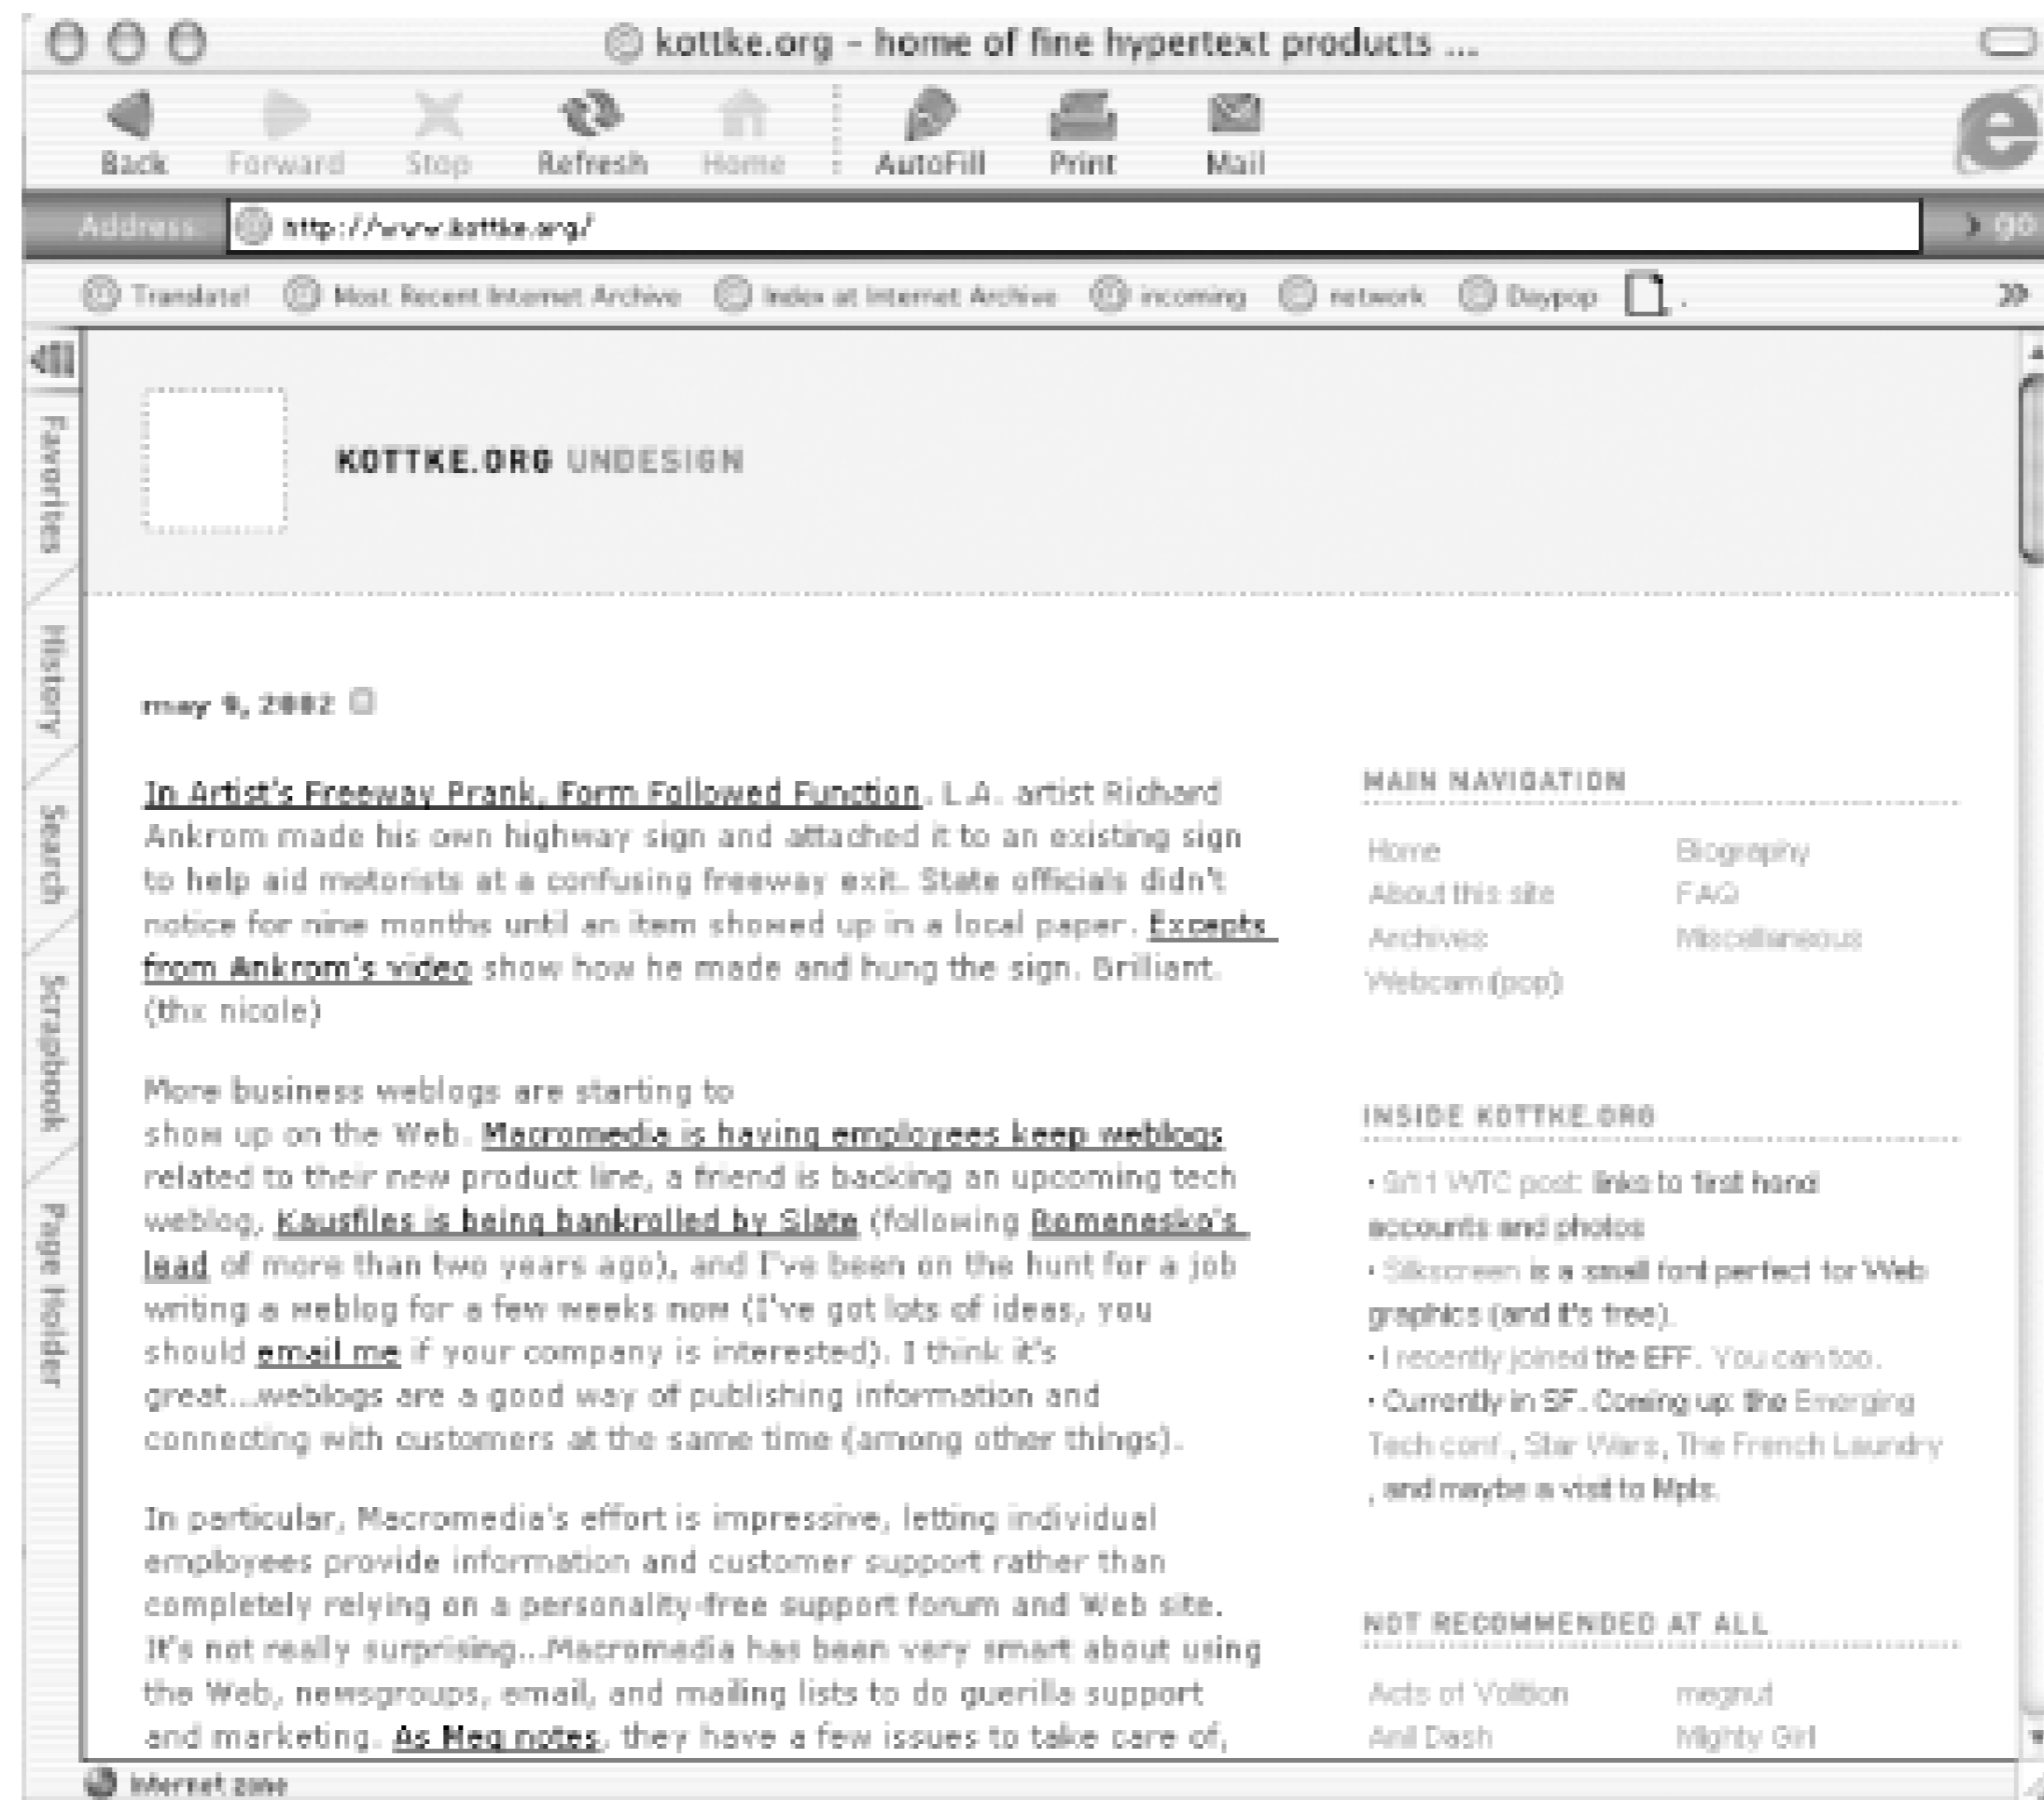 kottke.org – home of fine hypertext products ...
Back Forward Stop Refresh Home AutoFill Print Mail
Address: http://www.kottke.org/ go
Translate! Most Recent Internet Archive Index at Internet Archive incoming network Daypop . »
Favorites
History
Search
Scrapbook
Page Holder
KOTTKE.ORG UNDESIGN
may 9, 2002
In Artist's Freeway Prank, Form Followed Function. L.A. artist Richard
Ankrom made his own highway sign and attached it to an existing sign
to help aid motorists at a confusing freeway exit. State officials didn't
notice for nine months until an item showed up in a local paper. Excepts
from Ankrom's video show how he made and hung the sign. Brilliant.
(thx nicole)
More business weblogs are starting to
show up on the Web. Macromedia is having employees keep weblogs
related to their new product line, a friend is backing an upcoming tech
weblog, Kausfiles is being bankrolled by Slate (following Romenesko's
lead of more than two years ago), and I've been on the hunt for a job
writing a weblog for a few weeks now (I've got lots of ideas, you
should email me if your company is interested). I think it's
great...weblogs are a good way of publishing information and
connecting with customers at the same time (among other things).
In particular, Macromedia's effort is impressive, letting individual
employees provide information and customer support rather than
completely relying on a personality-free support forum and Web site.
It's not really surprising...Macromedia has been very smart about using
the Web, newsgroups, email, and mailing lists to do guerilla support
and marketing. As Meg notes, they have a few issues to take care of,
MAIN NAVIGATION
Home Biography
About this site FAQ
Archives Miscellaneous
Webcam (pop)
INSIDE KOTTKE.ORG
· 9/11 WTC post: links to first hand
accounts and photos
· Silkscreen is a small font perfect for Web
graphics (and it's free).
· I recently joined the EFF. You can too.
· Currently in SF. Coming up: the Emerging
Tech conf., Star Wars, The French Laundry
, and maybe a visit to Mpls.
NOT RECOMMENDED AT ALL
Acts of Volition megnut
Anil Dash Mighty Girl
Internet zone